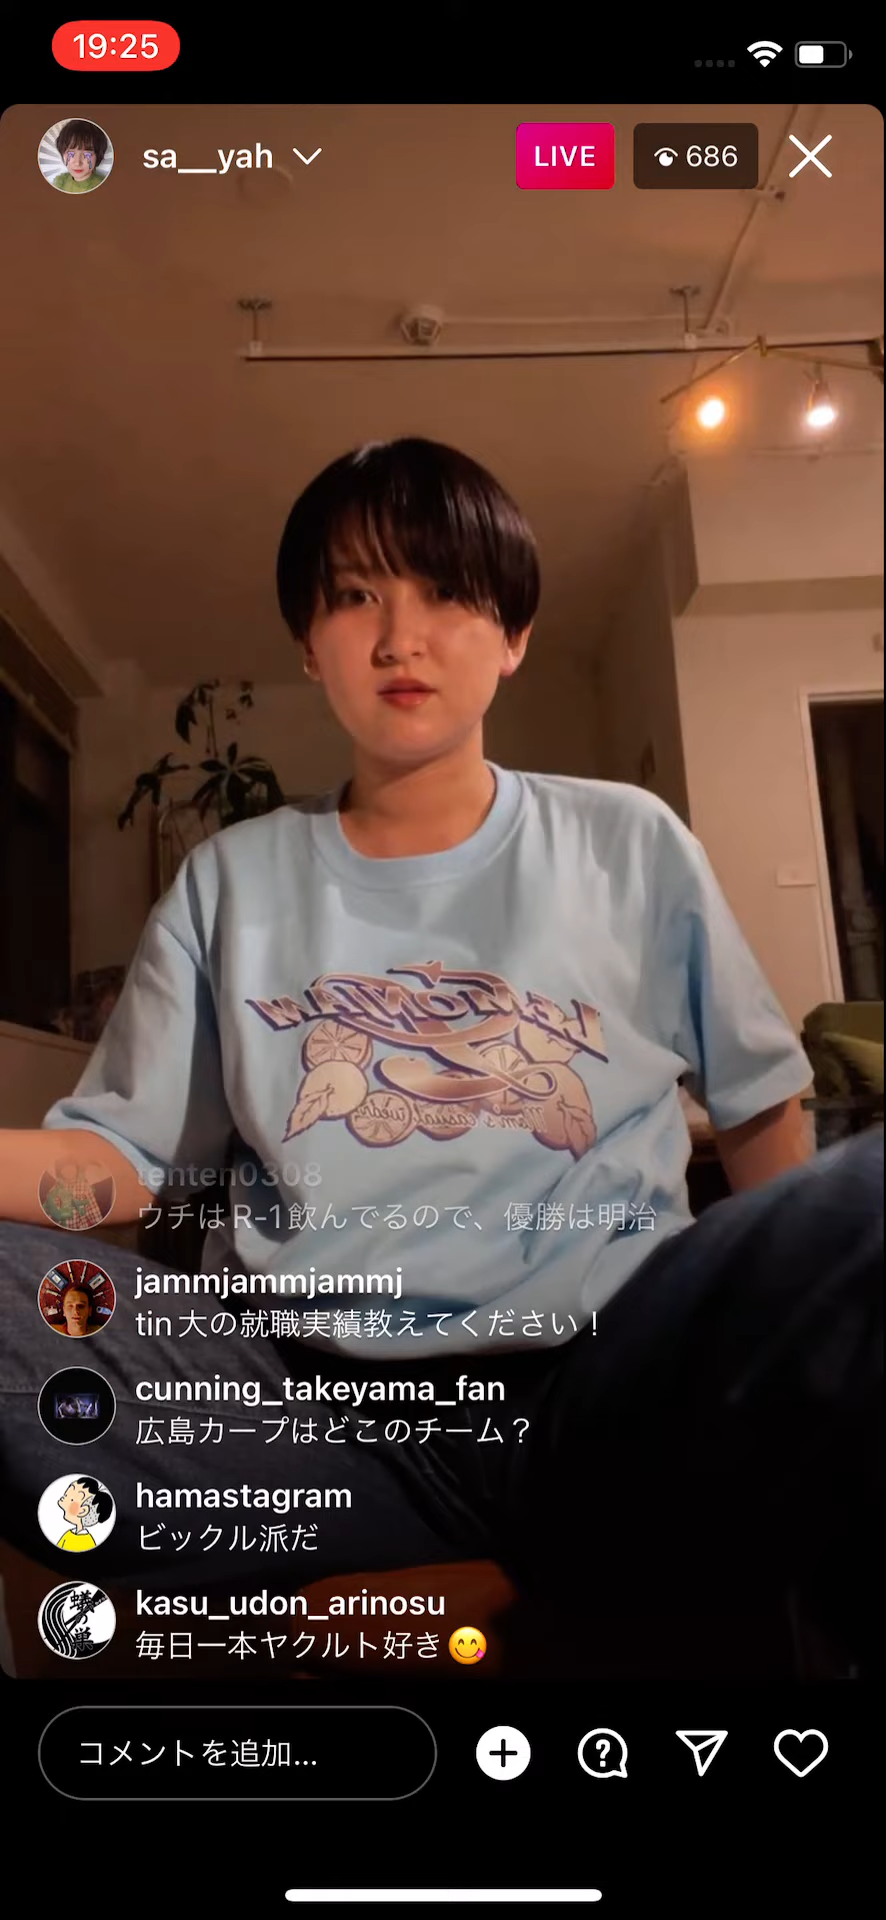 19:25
sa__yah
LIVE
686
LEMONJAM
Mom's casual
tenten0308
ウチはR-1飲んでるので、優勝は明治
jammjammjammj
tin大の就職実績教えてください！
cunning_takeyama_fan
広島カープはどこのチーム？
hamastagram
ビックル派だ
kasu_udon_arinosu
毎日一本ヤクルト好き😋
コメントを追加...